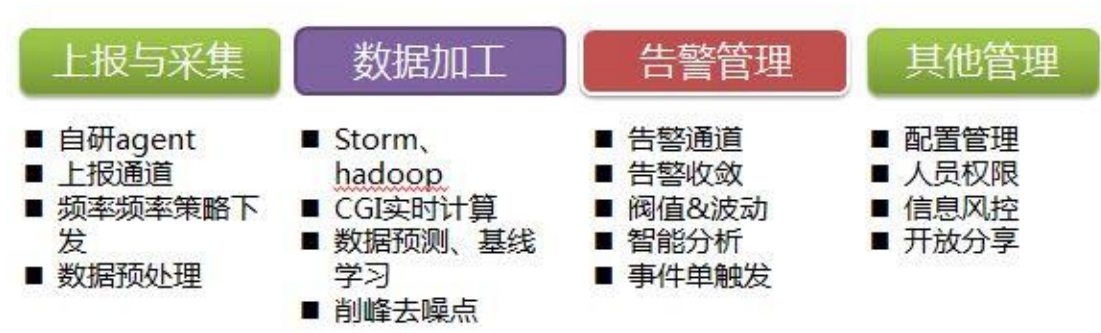 上报与采集
自研agent
上报通道
频率频率策略下
发
数据预处理
数据加工
Storm、
hadoop
CGI实时计算
数据预测、基线
学习
削峰去噪点
告警管理
告警通道
告警收敛
阀值&波动
智能分析
事件单触发
其他管理
配置管理
人员权限
信息风控
开放分享